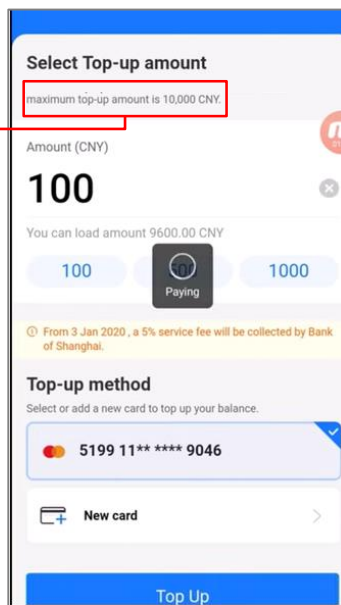 Select Top-up amount
maximum top-up amount is 10,000 CNY.
Amount (CNY)
100
You can load amount 9600.00 CNY
100
500
1000
Paying
From 3 Jan 2020 , a 5% service fee will be collected by Bank
of Shanghai.
Top-up method
Select or add a new card to top up your balance.
5199 11** **** 9046
New card
Top Up